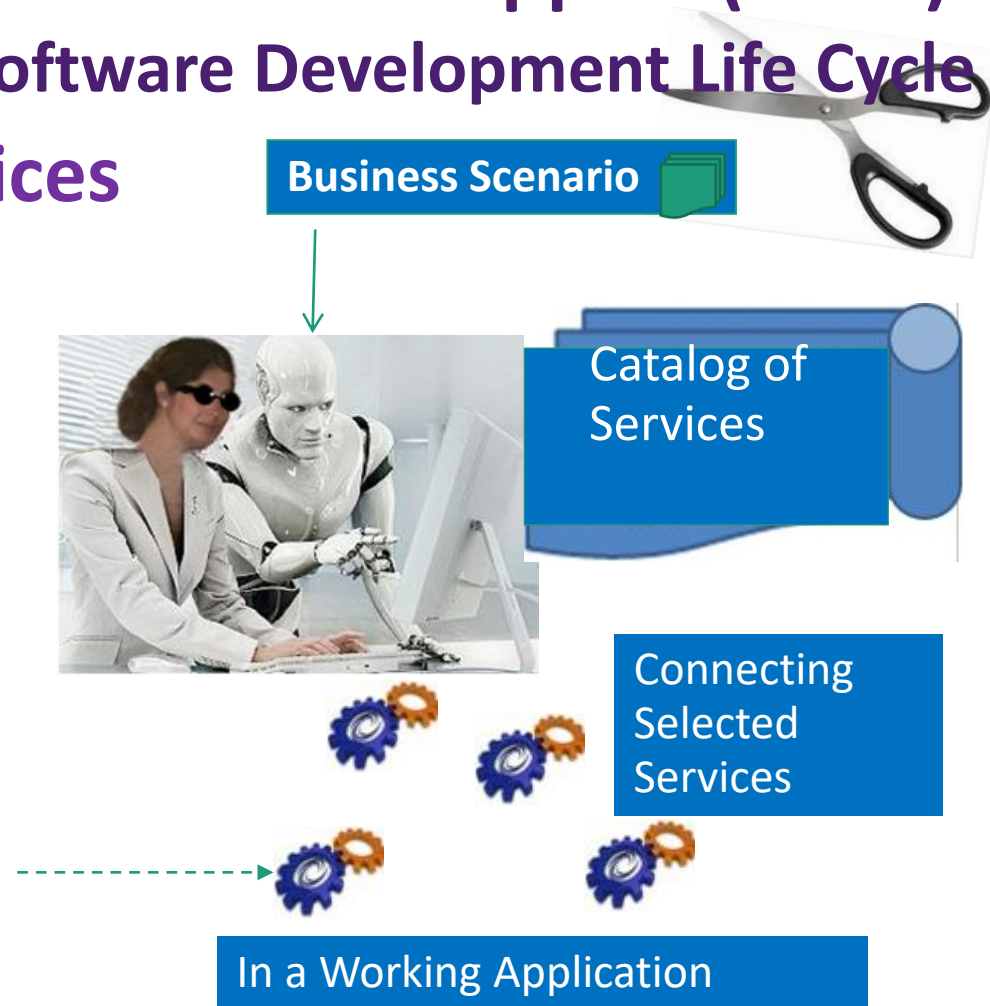 oftware Development Life Cycle
ices
Business Scenario
Catalog of
Services
Connecting
Selected
Services
In a Working Application